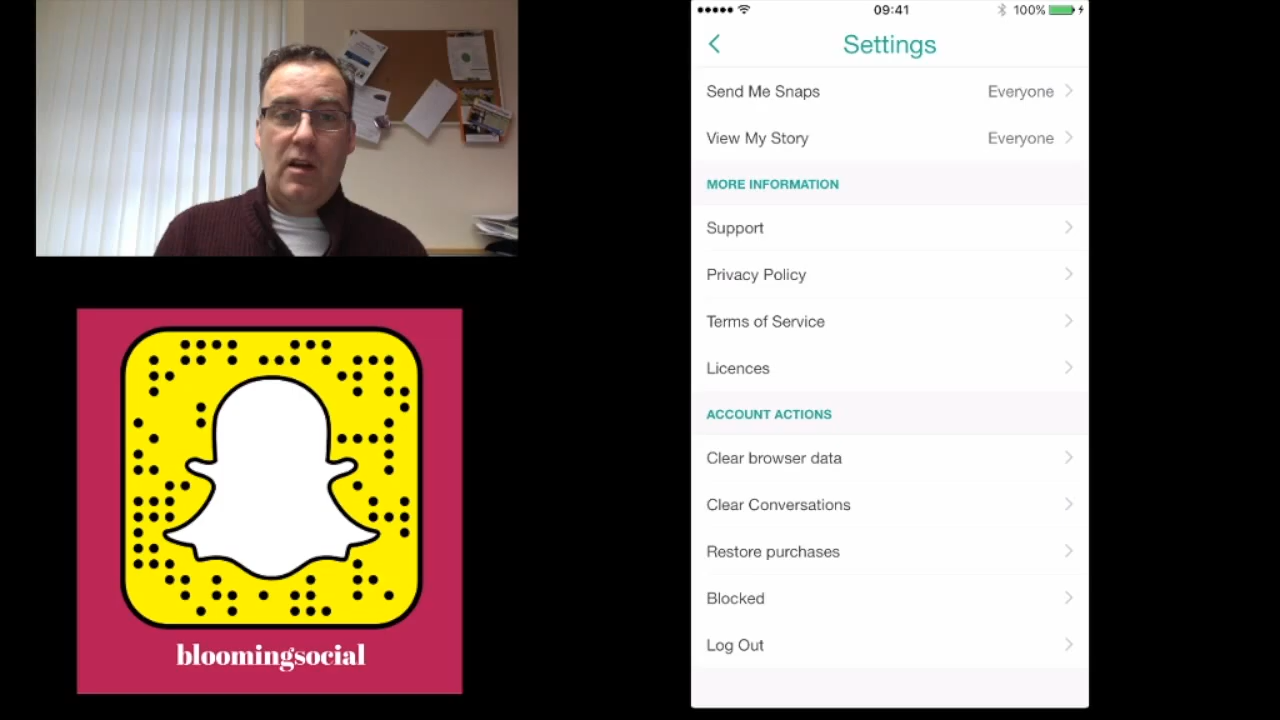 09:41
100%
Settings
Send Me Snaps Everyone
View My Story Everyone
MORE INFORMATION
Support
Privacy Policy
Terms of Service
Licences
ACCOUNT ACTIONS
Clear browser data
Clear Conversations
Restore purchases
Blocked
Log Out
bloomingsocial